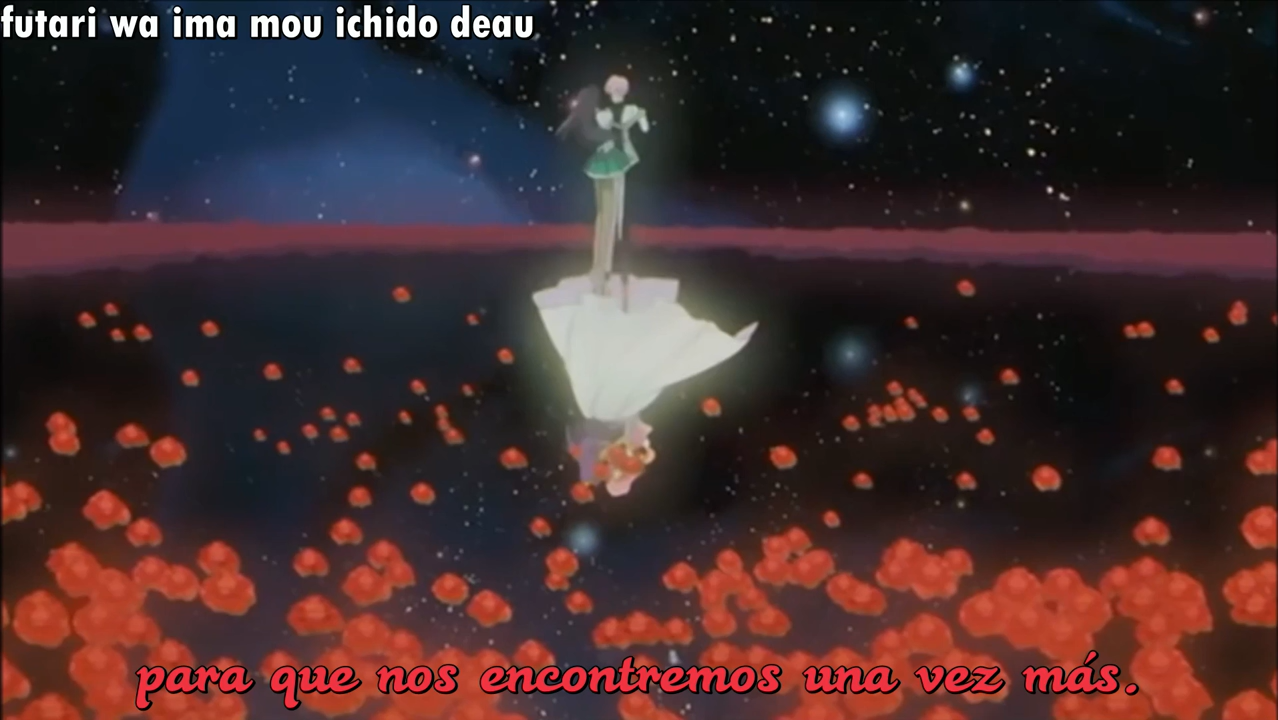 futari wa ima mou ichido deau
para que nos encontremos una vez más.